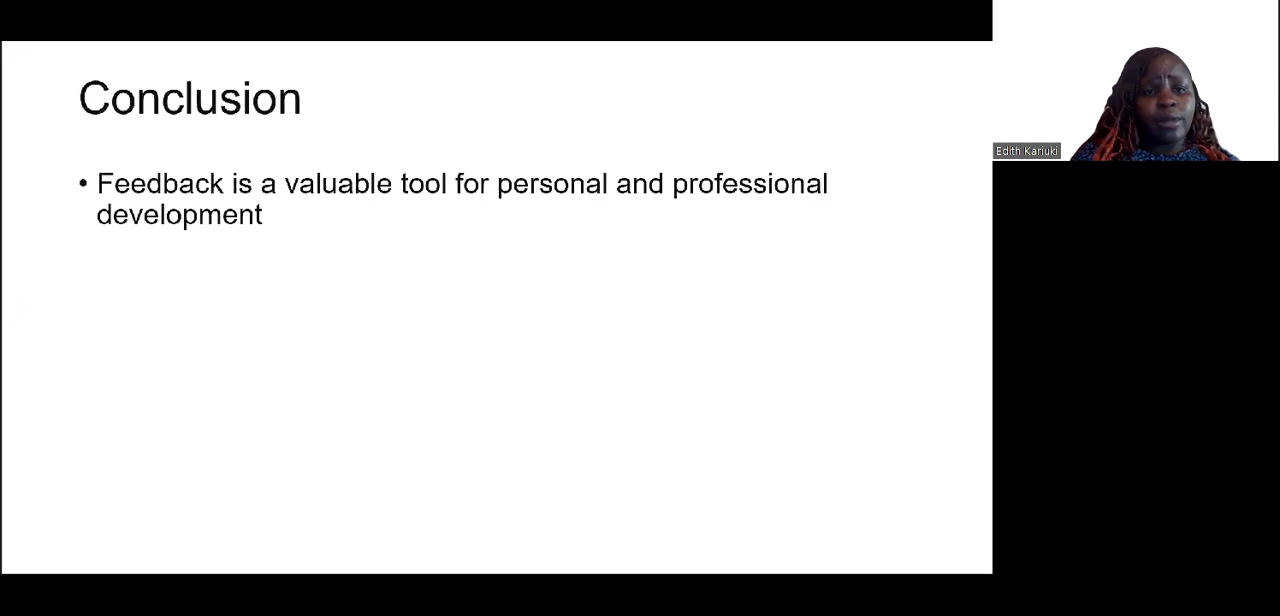 Conclusion
• Feedback is a valuable tool for personal and professional
development
Edith Kariuki